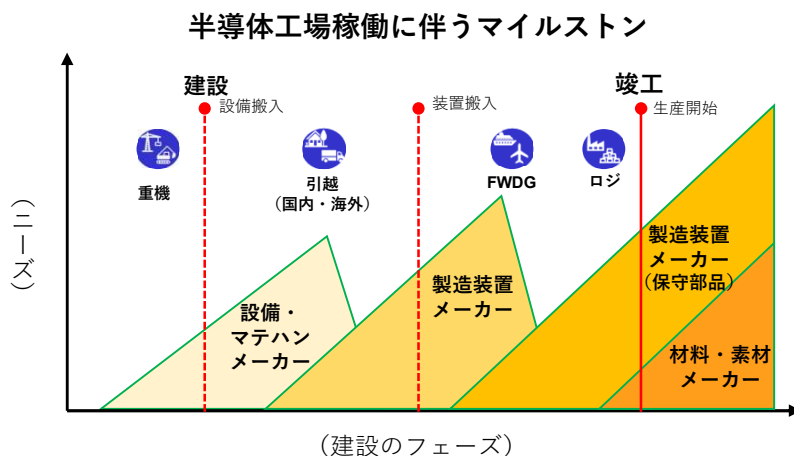 半導体工場稼働に伴うマイルストン
建設
設備搬入
装置搬入
竣工
生産開始
重機
引越
（国内・海外）
FWDG
ロジ
（ニーズ）
設備・
マテハン
メーカー
製造装置
メーカー
製造装置
メーカー
（保守部品）
材料・素材
メーカー
（建設のフェーズ）